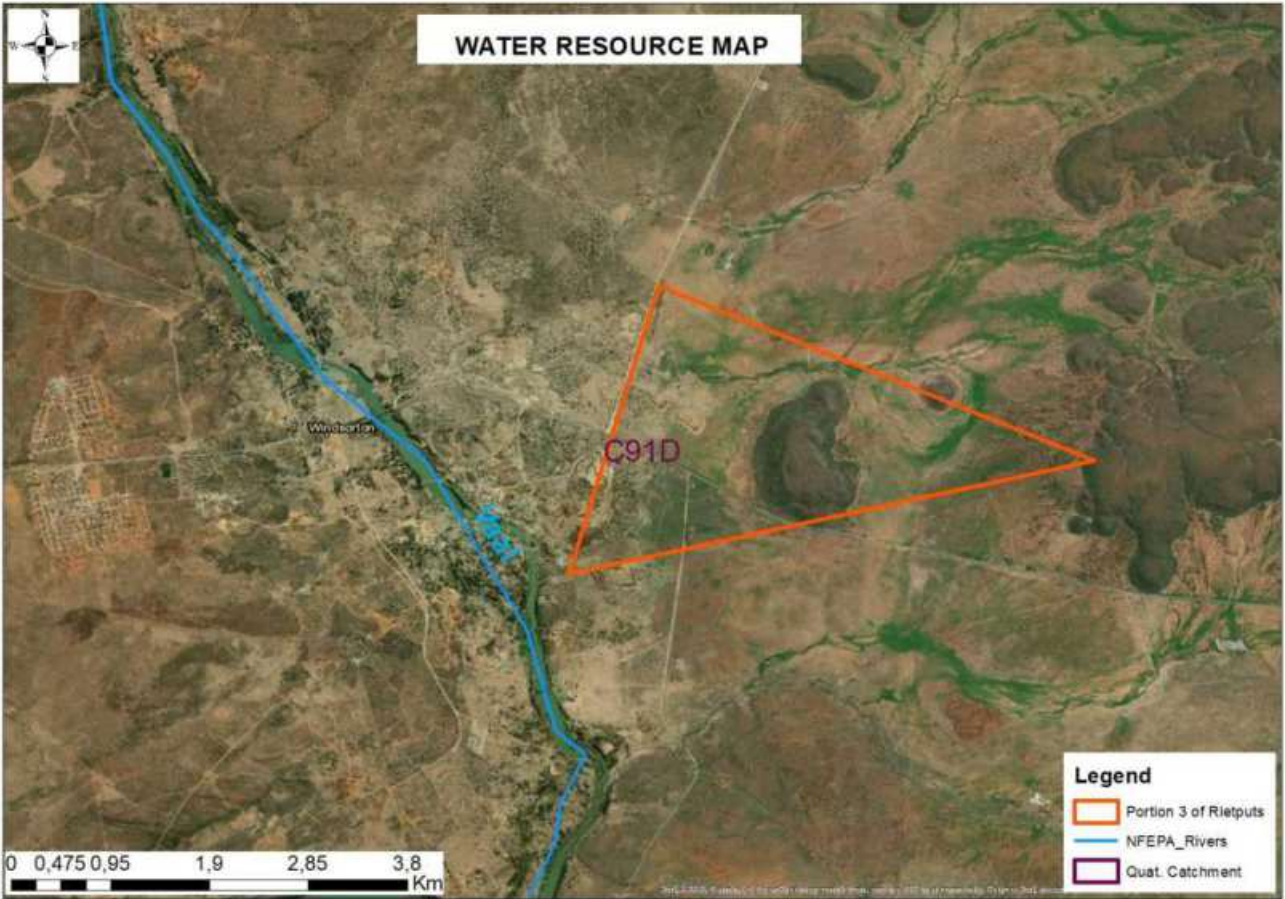 N
W E
WATER RESOURCE MAP
Windsorton
C91D
Vaal
Legend
Portion 3 of Rietputs
NFEPA_Rivers
Quat. Catchment
0 0,475 0,95 1,9 2,85 3,8
Km